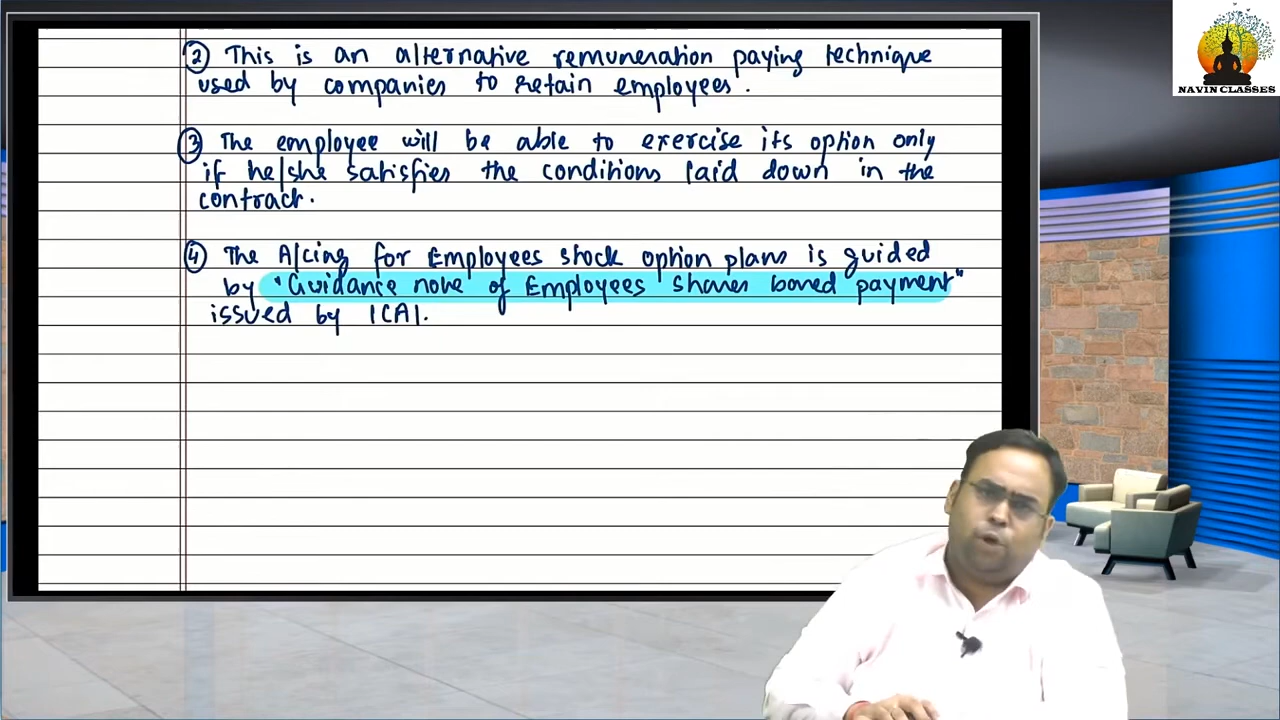 ② This is an alternative remuneration paying technique
used by companies to retain employees.
③ The employee will be able to exercise its option only
if he/she satisfies the conditions laid down in the
contract.
④ The A/cing for Employees stock option plans is guided
by "Guidance note of Employees Shares based payment"
issued by ICAI.
NAVIN CLASSES